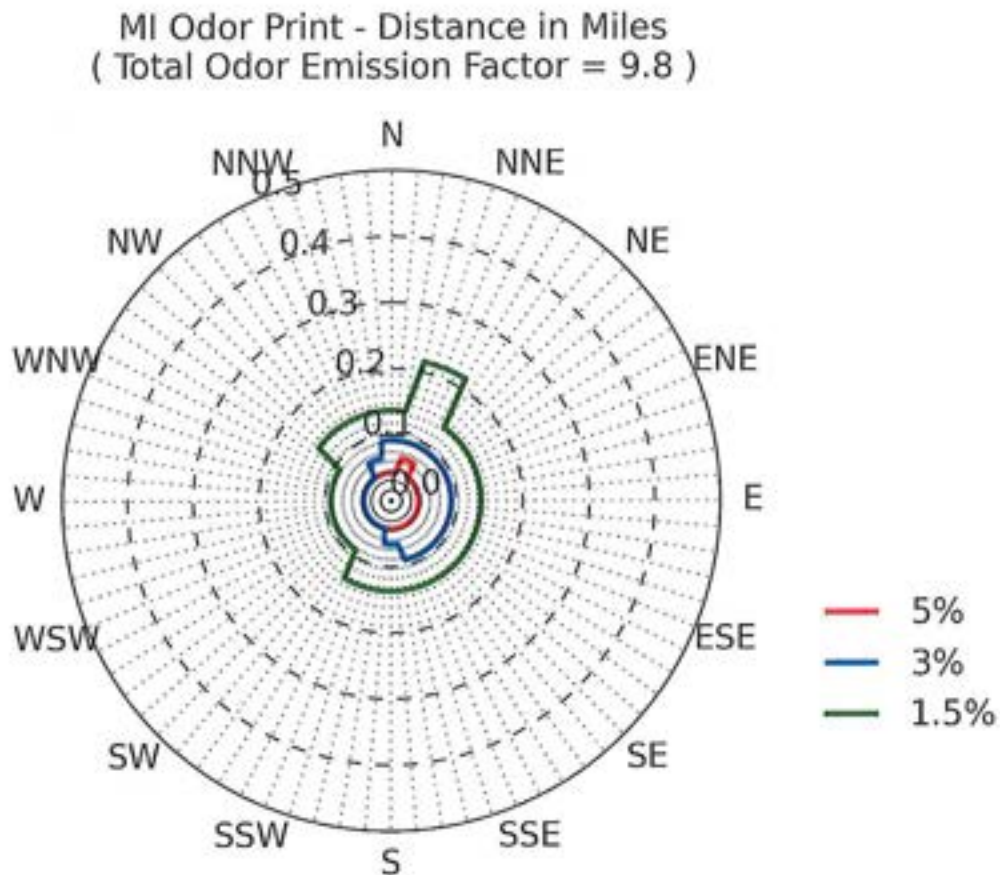 MI Odor Print - Distance in Miles
( Total Odor Emission Factor = 9.8 )
N
NNW
NNE
0.5
NW
0.4
NE
0.3
WNW
0.2
ENE
0.1
0.0
W
E
5%
WSW
ESE
3%
1.5%
SW
SE
SSW
SSE
S